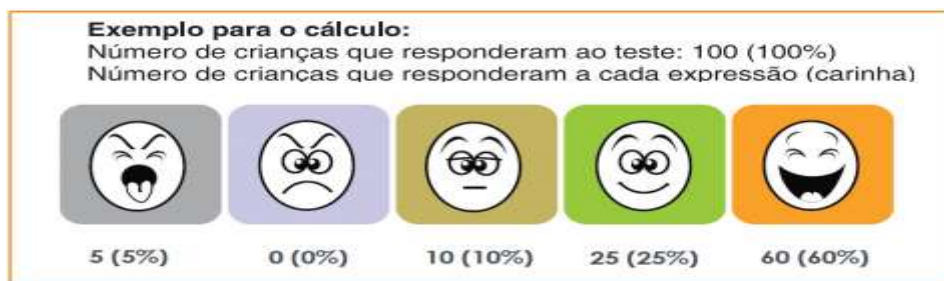 Exemplo para o cálculo:
Número de crianças que responderam ao teste: 100 (100%)
Número de crianças que responderam a cada expressão (carinha)
5 (5%) 0 (0%) 10 (10%) 25 (25%) 60 (60%)